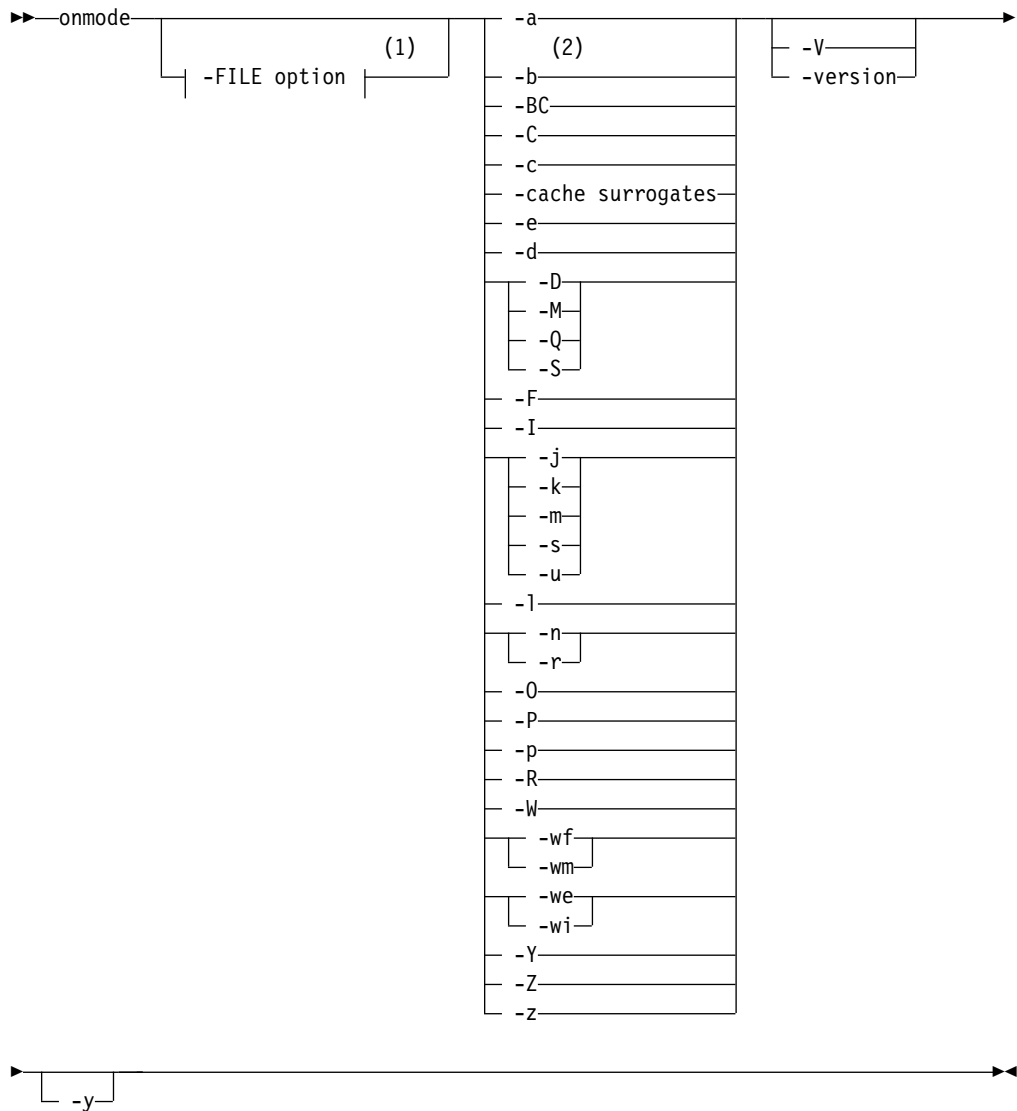 onmode -a
(1) (2)
-FILE option -V
-b -version
-BC
-C
-c
-cache surrogates
-e
-d
-D
-M
-Q
-S
-F
-I
-j
-k
-m
-s
-u
-l
-n
-r
-O
-P
-p
-R
-W
-wf
-wm
-we
-wi
-Y
-Z
-z
-y